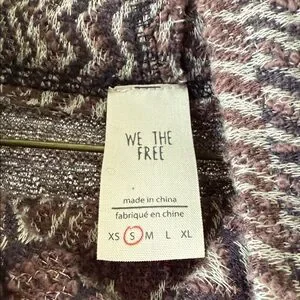 WE THE
FREE
made in china
fabriqué en chine
XS S M L XL